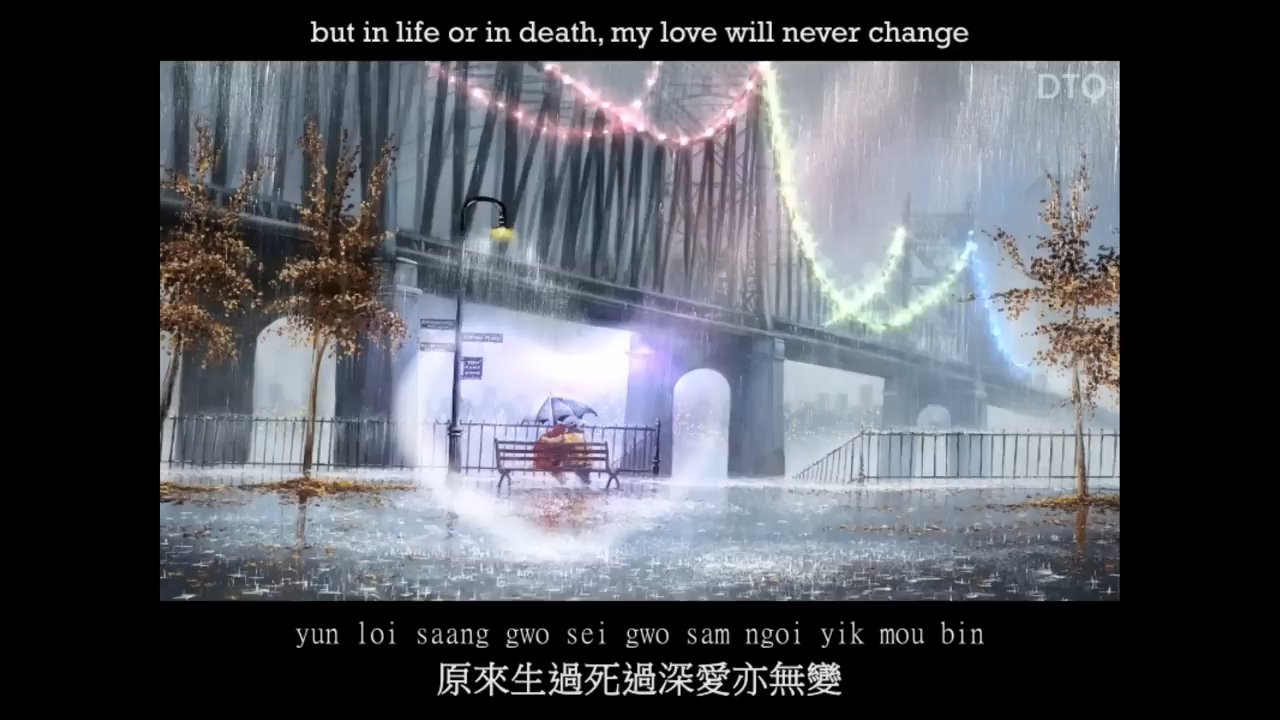 but in life or in death, my love will never change
DTQ
yun loi saang gwo sei gwo sam ngoi yik mou bin
原來生過死過深愛亦無變